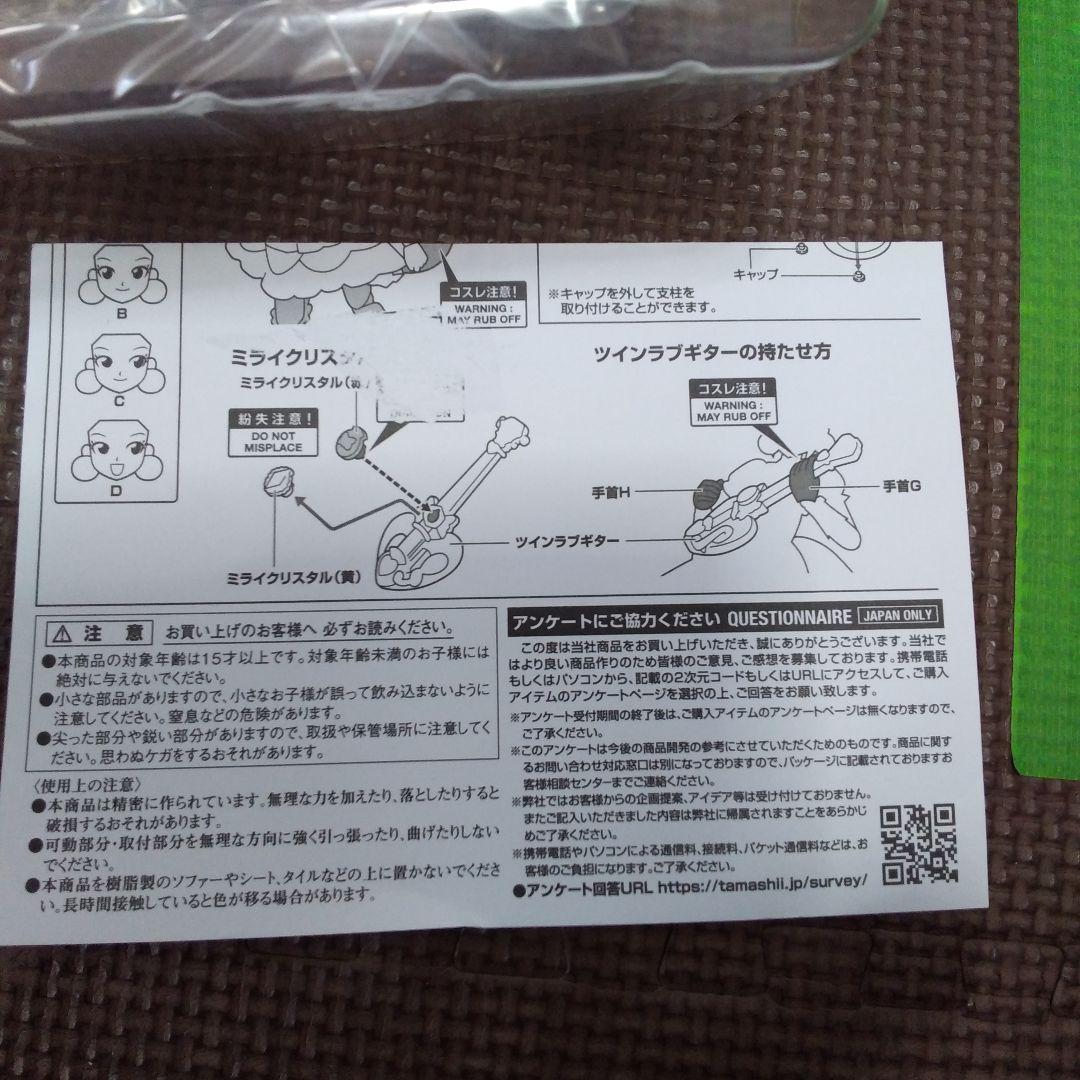 B
C
D
コスレ注意!
WARNING :
MAY RUB OFF
キャップ
※キャップを外して支柱を
取り付けることができます。
ミライクリス
ミライクリスタル(
紛失注意!
DO NOT
MISPLACE
ミライクリスタル(黄)
ツインラブギターの持たせ方
コスレ注意!
WARNING :
MAY RUB OFF
手首H
手首G
ツインラブギター
⚠ 注 意 お買い上げのお客様へ 必ずお読みください。
●本商品の対象年齢は15才以上です。対象年齢未満のお子様には
絶対に与えないでください。
●小さな部品がありますので、小さなお子様が誤って飲み込まないように
注意してください。窒息などの危険があります。
●尖った部分や鋭い部分がありますので、取扱や保管場所に注意してく
ださい。思わぬケガをするおそれがあります。
〈使用上の注意〉
●本商品は精密に作られています。無理な力を加えたり、落としたりすると
破損するおそれがあります。
●可動部分・取付部分を無理な方向に強く引っ張ったり、曲げたりしない
でください。
●本商品を樹脂製のソファーやシート、タイルなどの上に置かないでくださ
い。長時間接触していると色が移る場合があります。
アンケートにご協力ください QUESTIONNAIRE JAPAN ONLY
この度は当社商品をお買い上げいただき、誠にありがとうございます。当社で
はより良い商品作りのため皆様のご意見、ご感想を募集しております。携帯電話
もしくはパソコンから、記載の2次元コードもしくはURLにアクセスして、ご購入
アイテムのアンケートページを選択の上、ご回答をお願い致します。
※アンケート受付期間の終了後は、ご購入アイテムのアンケートページは無くなりますので、
ご了承ください。
※このアンケートは今後の商品開発の参考にさせていただくためのものです。商品に関す
るお問い合わせ対応窓口は別になっておりますので、パッケージに記載されておりますお
客様相談センターまでご連絡ください。
※弊社ではお客様からの企画提案、アイデア等は受け付けておりません。
またご記入いただきました内容は弊社に帰属されますことをあらかじ
めご了承ください。
※携帯電話やパソコンによる通信料、接続料、パケット通信料などは、お
客様のご負担になります。ご了承ください。
●アンケート回答URL https://tamashii.jp/survey/